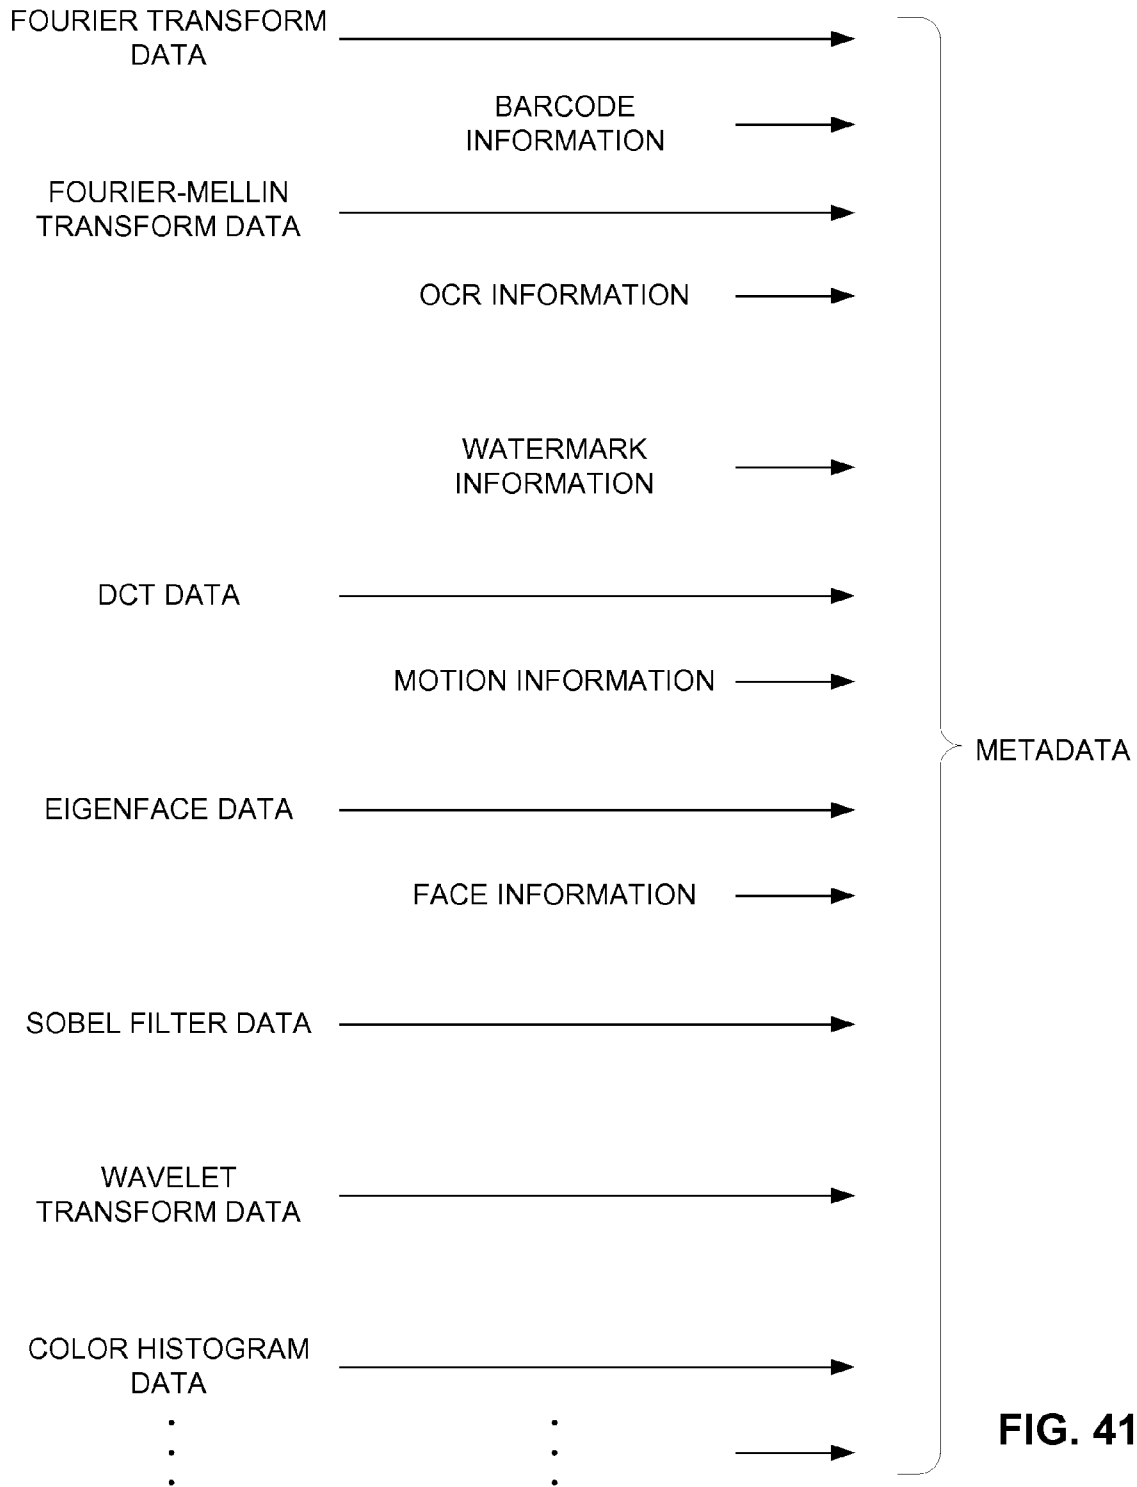 FOURIER TRANSFORM
DATA
BARCODE
INFORMATION
FOURIER-MELLIN
TRANSFORM DATA
OCR INFORMATION
WATERMARK
INFORMATION
DCT DATA
MOTION INFORMATION
METADATA
EIGENFACE DATA
FACE INFORMATION
SOBEL FILTER DATA
WAVELET
TRANSFORM DATA
COLOR HISTOGRAM
DATA
FIG. 41